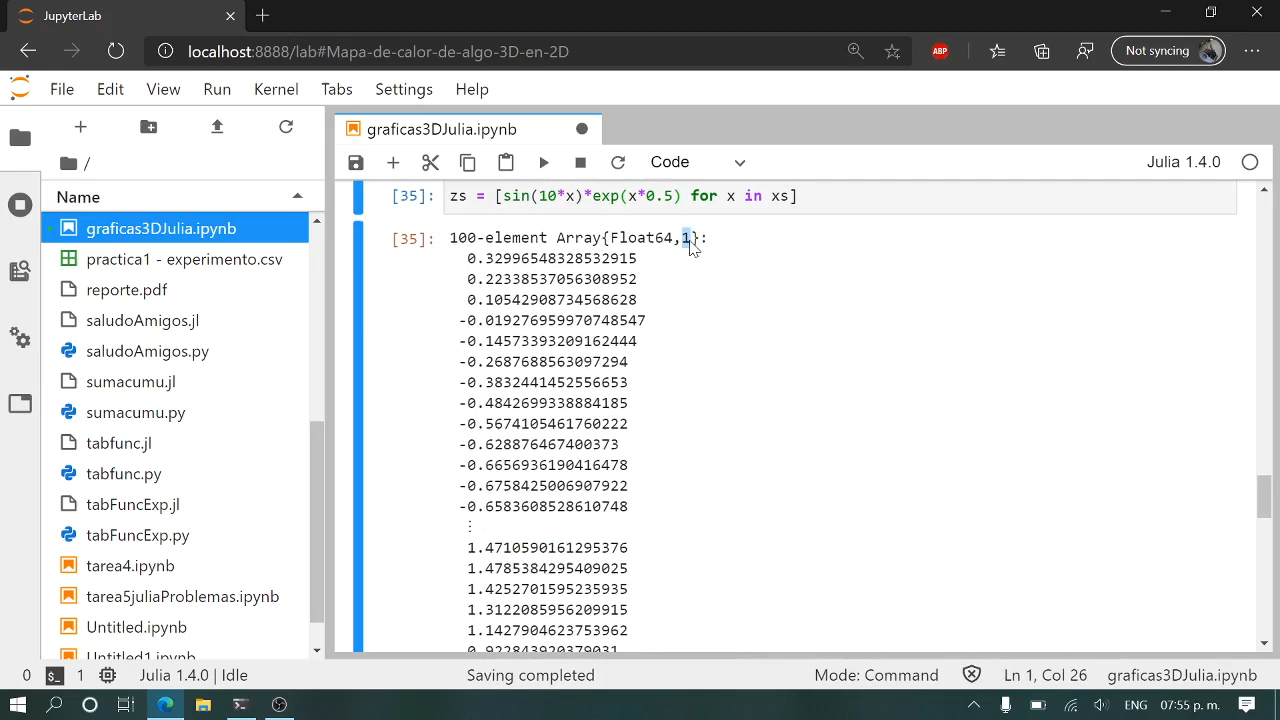 JupyterLab
localhost:8888/lab#Mapa-de-calor-de-algo-3D-en-2D
ABP
Not syncing
File Edit View Run Kernel Tabs Settings Help
graficas3DJulia.ipynb
/
Code
Julia 1.4.0
Name
graficas3DJulia.ipynb
practica1 - experimento.csv
reporte.pdf
saludoAmigos.jl
saludoAmigos.py
sumacumu.jl
sumacumu.py
tabfunc.jl
tabfunc.py
tabFuncExp.jl
tabFuncExp.py
tarea4.ipynb
tarea5juliaProblemas.ipynb
Untitled.ipynb
Untitled1.ipynb
[35]: zs = [sin(10*x)*exp(x*0.5) for x in xs]
[35]: 100-element Array{Float64,1}:
0.32996548328532915
0.22338537056308952
0.10542908734568628
-0.019276959970748547
-0.14573393209162444
-0.2687688563097294
-0.3832441452556653
-0.4842699338884185
-0.5674105461760222
-0.628876467400373
-0.6656936190416478
-0.6758425006907922
-0.6583608528610748
⋮
1.4710590161295376
1.4785384295409025
1.4252701595235935
1.3122085956209915
1.1427904623753962
0.922843920379031
0 $_ 1 Julia 1.4.0 | Idle Saving completed Mode: Command Ln 1, Col 26 graficas3DJulia.ipynb
ENG 07:55 p. m.